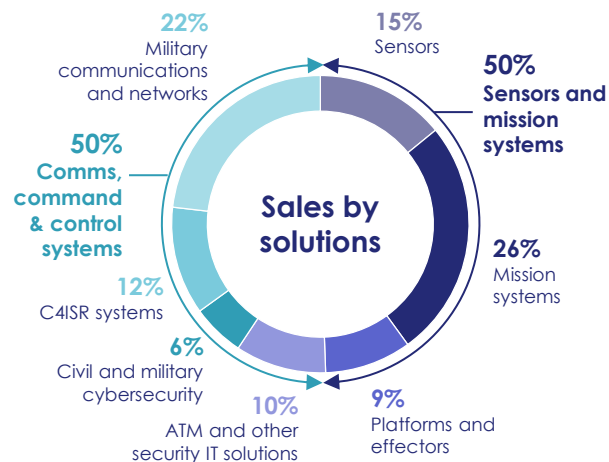 22%
Military
communications
and networks
15%
Sensors
50%
Sensors and
mission
systems
50%
Comms,
command
& control
systems
Sales by
solutions
26%
Mission
systems
12%
C4ISR systems
6%
Civil and military
cybersecurity
10%
ATM and other
security IT solutions
9%
Platforms and
effectors